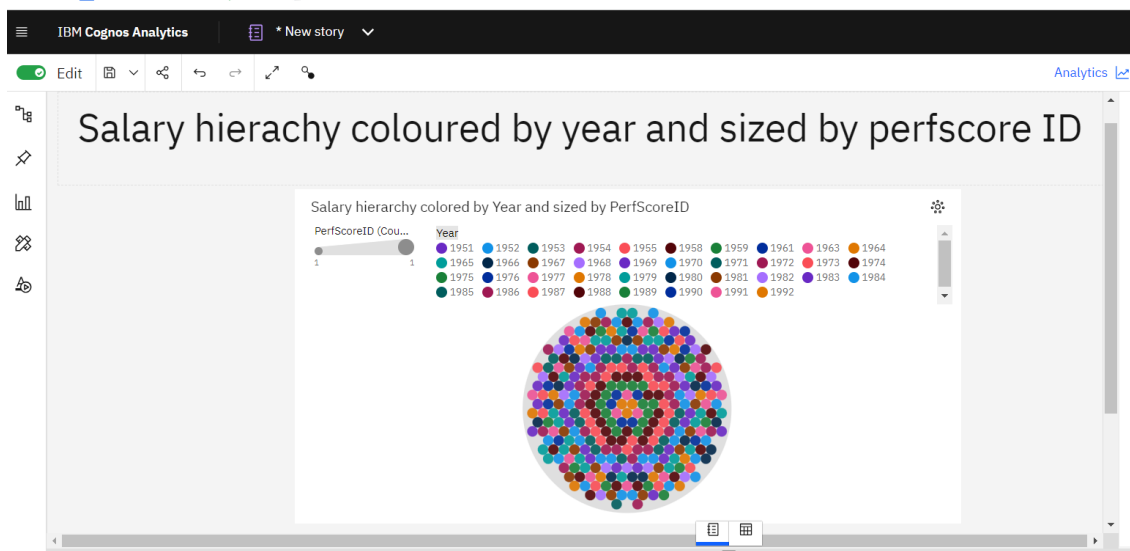 IBM Cognos Analytics
* New story
Edit
Analytics
Salary hierachy coloured by year and sized by perfscore ID
Salary hierarchy colored by Year and sized by PerfScoreID
PerfScoreID (Cou...
1 1
Year
1951 1952 1953 1954 1955 1958 1959 1961 1963 1964
1965 1966 1967 1968 1969 1970 1971 1972 1973 1974
1975 1976 1977 1978 1979 1980 1981 1982 1983 1984
1985 1986 1987 1988 1989 1990 1991 1992